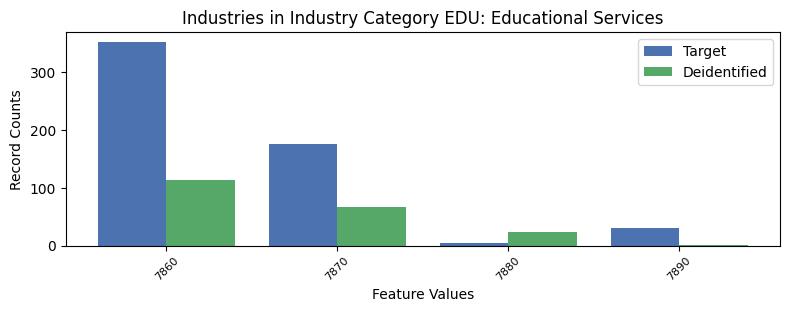 Industries in Industry Category EDU: Educational Services
Target
Deidentified
Record Counts
300
200
100
0
7860
7870
7880
7890
Feature Values